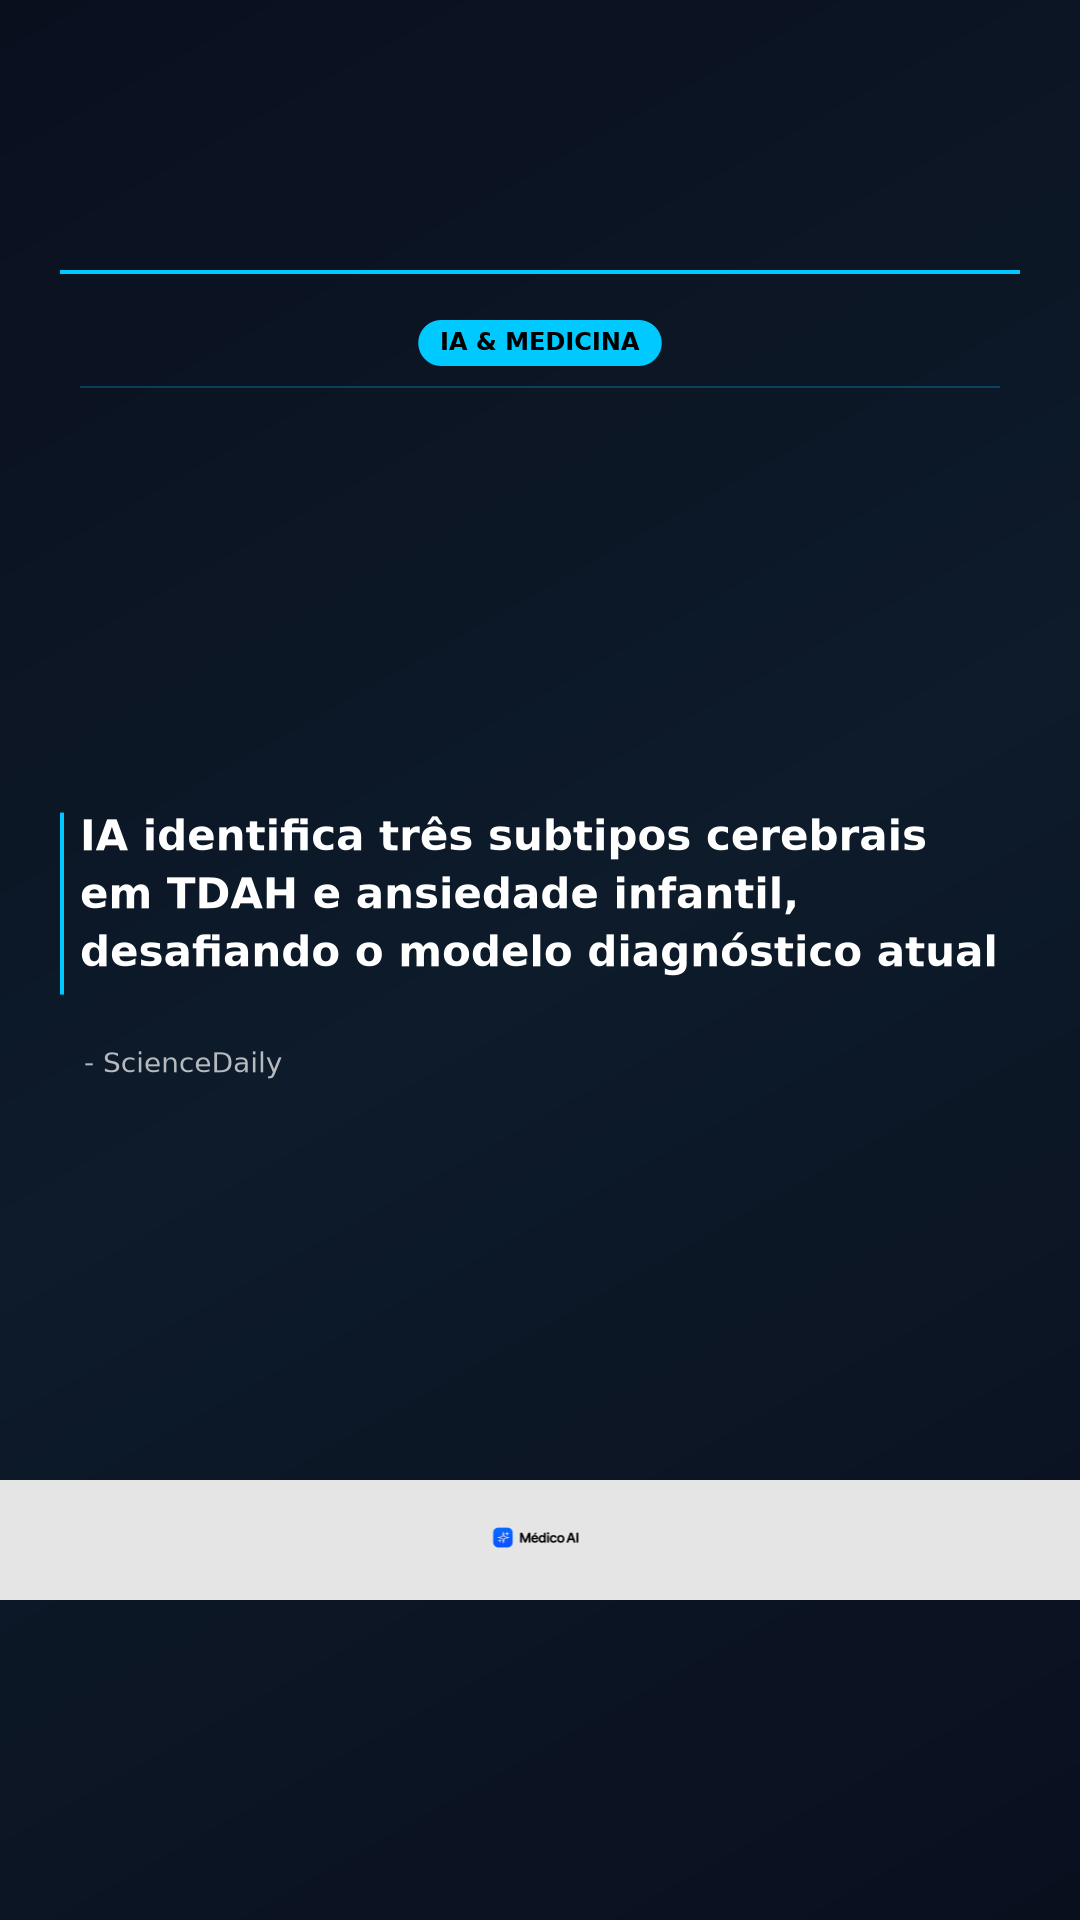 IA & MEDICINA
IA identifica três subtipos cerebrais
em TDAH e ansiedade infantil,
desafiando o modelo diagnóstico atual
- ScienceDaily
Médico AI